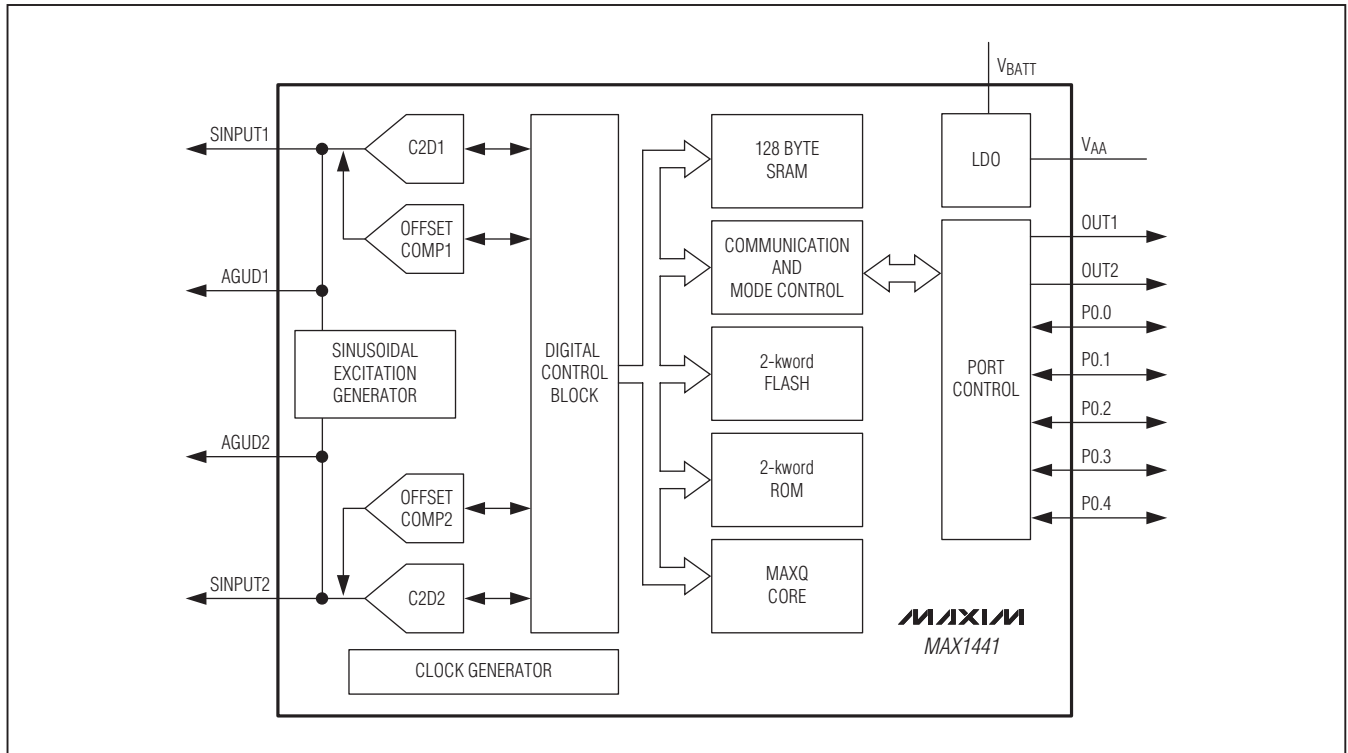 VBATT
SINPUT1
C2D1
OFFSET
COMP1
AGUD1
SINUSOIDAL
EXCITATION
GENERATOR
AGUD2
OFFSET
COMP2
SINPUT2
C2D2
CLOCK GENERATOR
DIGITAL
CONTROL
BLOCK
128 BYTE
SRAM
COMMUNICATION
AND
MODE CONTROL
2-kword
FLASH
2-kword
ROM
MAXQ
CORE
LDO
VAA
PORT
CONTROL
OUT1
OUT2
P0.0
P0.1
P0.2
P0.3
P0.4
MAXIM
MAX1441